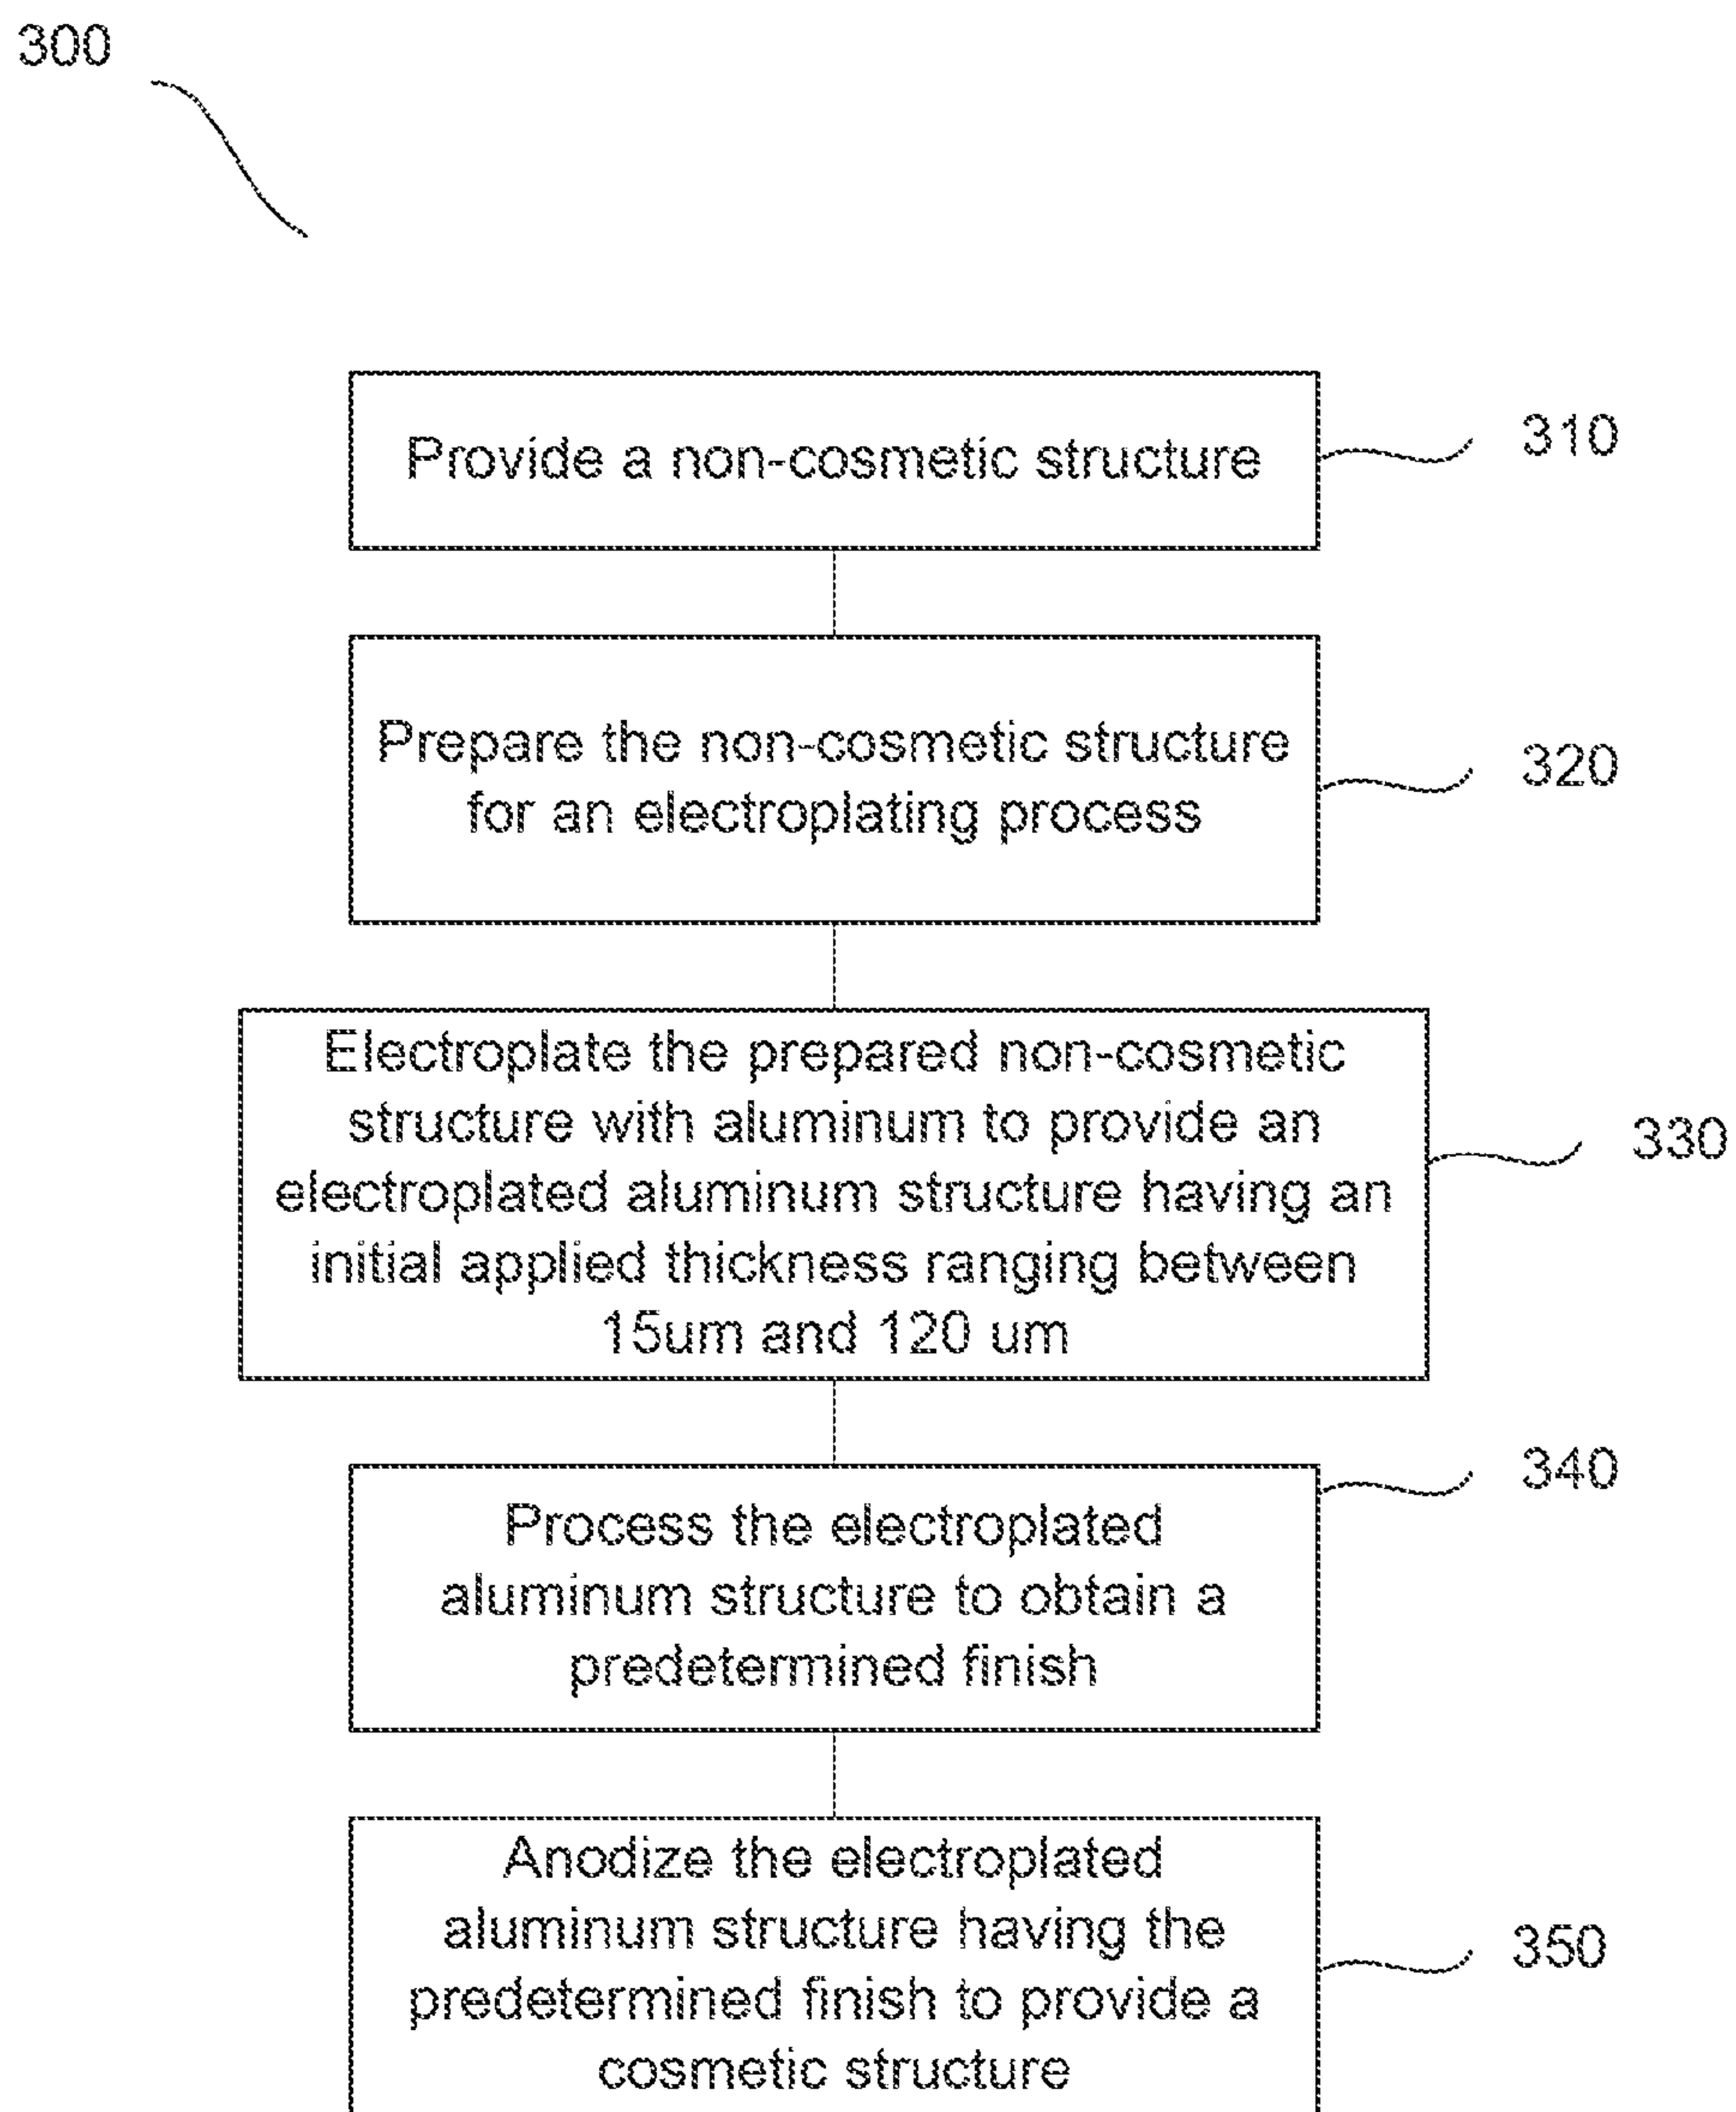 300
Provide a non-cosmetic structure
310
Prepare the non-cosmetic structure
for an electroplating process
320
Electroplate the prepared non-cosmetic
structure with aluminum to provide an
electroplated aluminum structure having an
initial applied thickness ranging between
15um and 120 um
330
Process the electroplated
aluminum structure to obtain a
predetermined finish
340
Anodize the electroplated
aluminum structure having the
predetermined finish to provide a
cosmetic structure
350